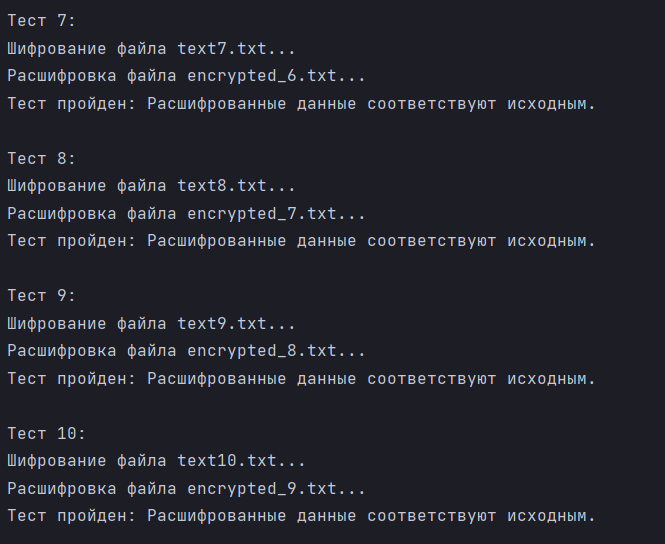 Тест 7:
Шифрование файла text7.txt...
Расшифровка файла encrypted_6.txt...
Тест пройден: Расшифрованные данные соответствуют исходным.
Тест 8:
Шифрование файла text8.txt...
Расшифровка файла encrypted_7.txt...
Тест пройден: Расшифрованные данные соответствуют исходным.
Тест 9:
Шифрование файла text9.txt...
Расшифровка файла encrypted_8.txt...
Тест пройден: Расшифрованные данные соответствуют исходным.
Тест 10:
Шифрование файла text10.txt...
Расшифровка файла encrypted_9.txt...
Тест пройден: Расшифрованные данные соответствуют исходным.